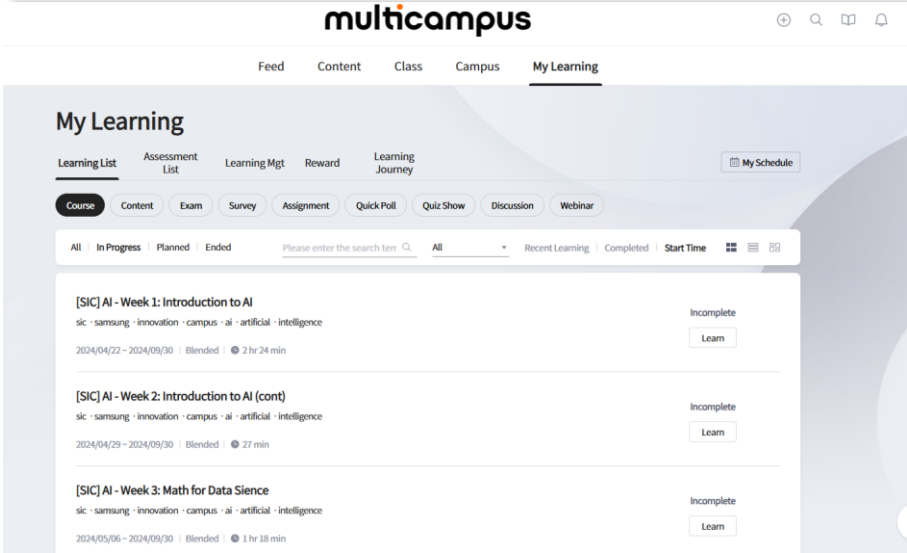 multicampus
Feed Content Class Campus My Learning
My Learning
Learning List Assessment List Learning Mgt Reward Learning Journey My Schedule
Course Content Exam Survey Assignment Quick Poll Quiz Show Discussion Webinar
All In Progress Planned Ended Please enter the search terr All Recent Learning Completed Start Time
[SIC] AI - Week 1: Introduction to AI
Incomplete
sic · samsung · innovation · campus · ai · artificial · intelligence
Learn
2024/04/22 ~ 2024/09/30 | Blended | 2 hr 24 min
[SIC] AI - Week 2: Introduction to AI (cont)
Incomplete
sic · samsung · innovation · campus · ai · artificial · intelligence
Learn
2024/04/29 ~ 2024/09/30 | Blended | 27 min
[SIC] AI - Week 3: Math for Data Sience
Incomplete
sic · samsung · innovation · campus · ai · artificial · intelligence
Learn
2024/05/06 ~ 2024/09/30 | Blended | 1 hr 18 min